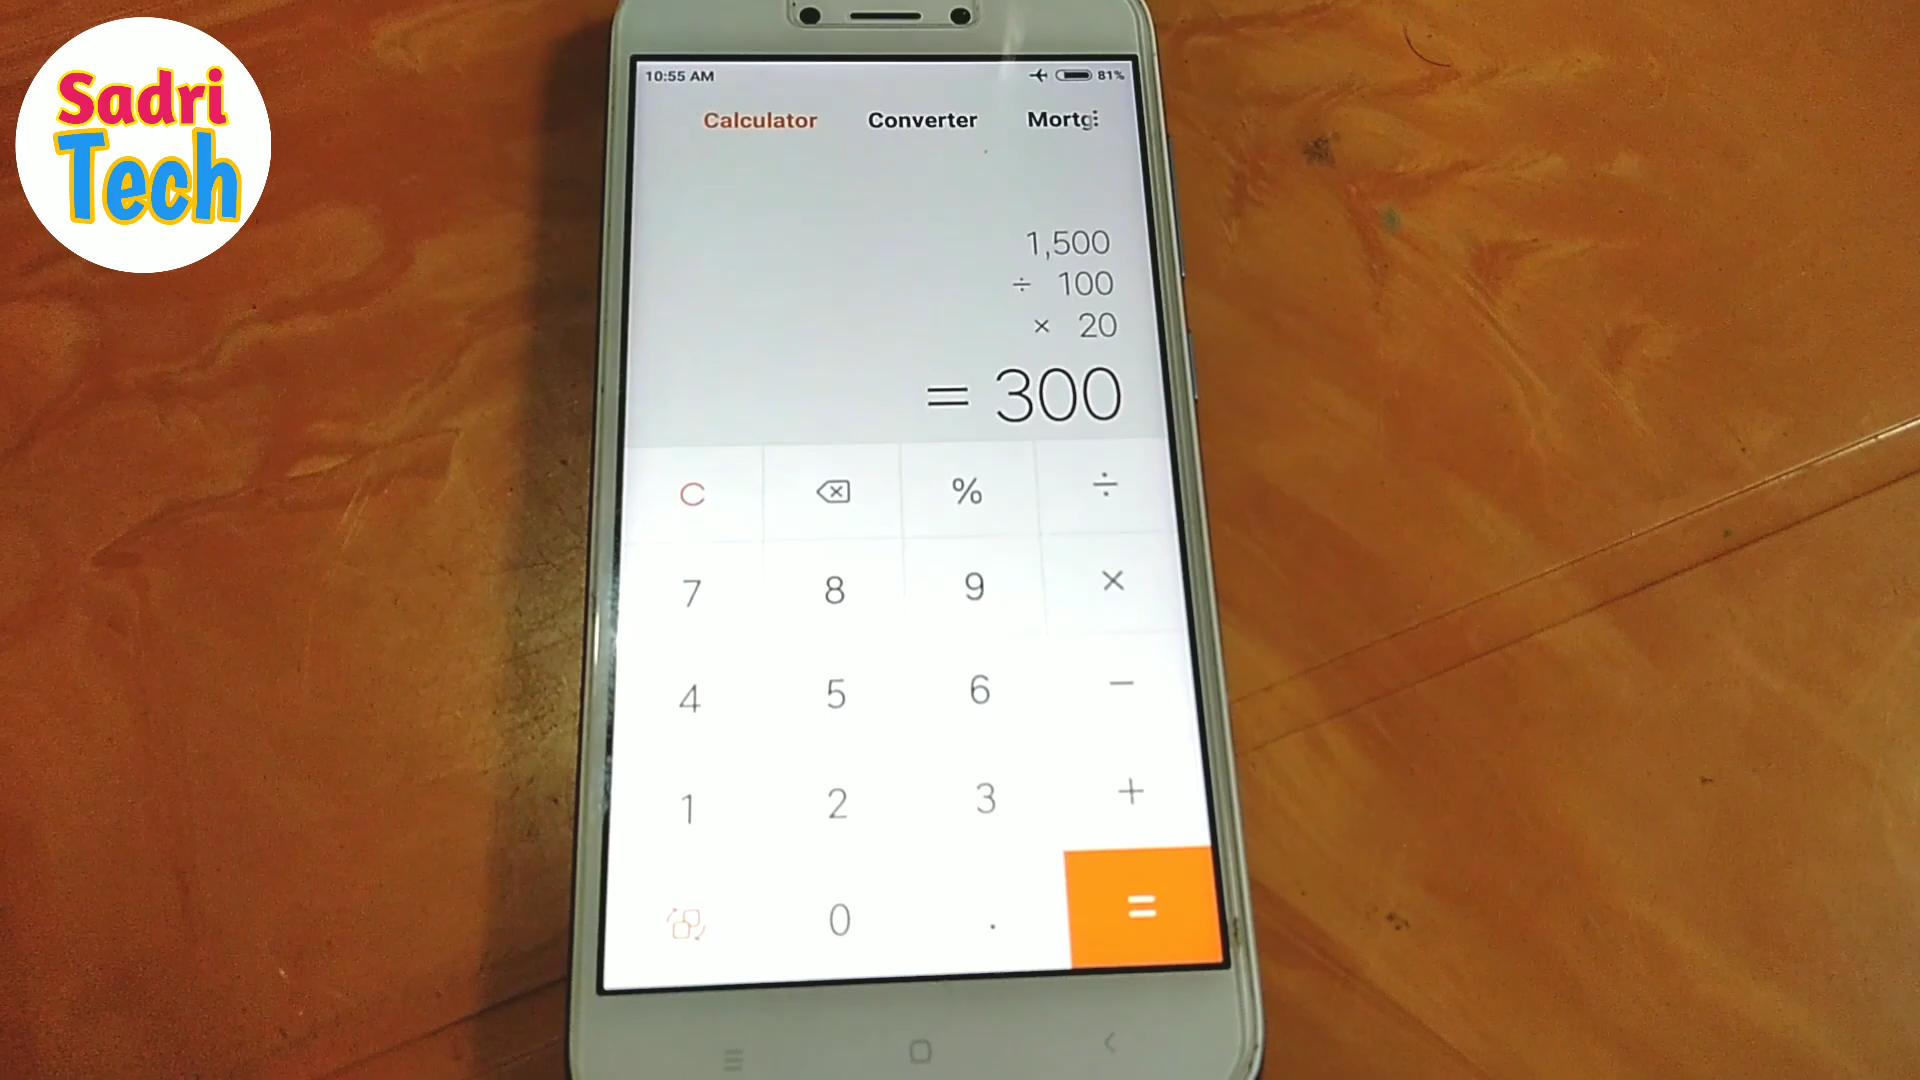 Sadri
Tech
10:55 AM
81%
Calculator Converter Mortg
1,500
÷ 100
× 20
= 300
C % ÷
7 8 9 ×
4 5 6 −
1 2 3 +
0 . =